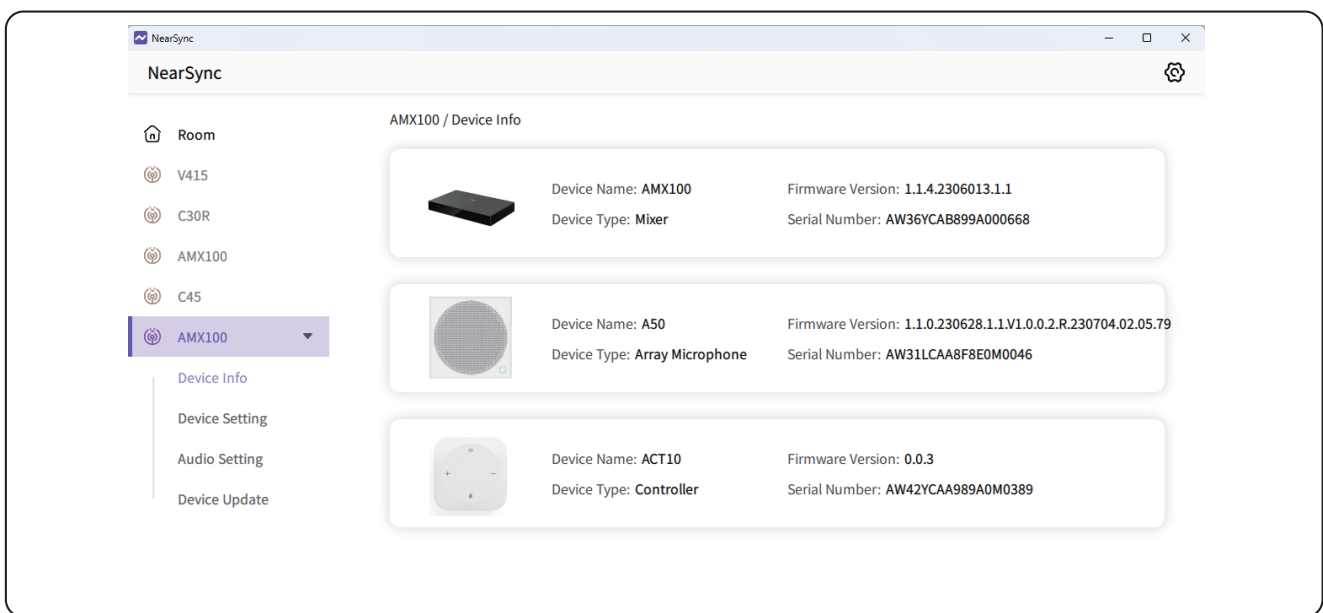 NearSync
NearSync
Room
V415
C30R
AMX100
C45
AMX100
Device Info
Device Setting
Audio Setting
Device Update
AMX100 / Device Info
Device Name: AMX100 Firmware Version: 1.1.4.2306013.1.1
Device Type: Mixer Serial Number: AW36YCAB899A000668
Device Name: A50 Firmware Version: 1.1.0.230628.1.1.V1.0.0.2.R.230704.02.05.79
Device Type: Array Microphone Serial Number: AW31LCAA8F8E0M0046
Device Name: ACT10 Firmware Version: 0.0.3
Device Type: Controller Serial Number: AW42YCAA989A0M0389